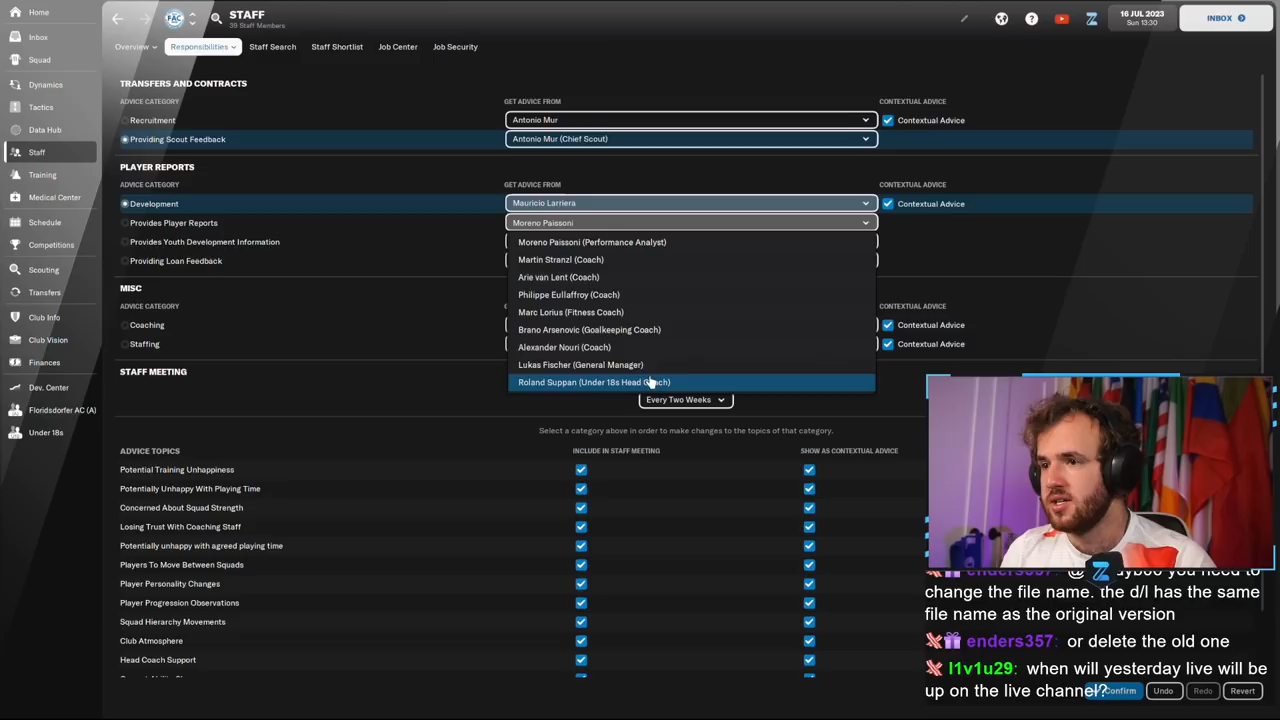 Home
FAC
STAFF
39 Staff Members
16 JUL 2023
Sun 13:30
INBOX
Inbox
Overview
Responsibilities
Staff Search
Staff Shortlist
Job Center
Job Security
Squad
Dynamics
Tactics
Data Hub
Staff
Training
Medical Center
Schedule
Competitions
Scouting
Transfers
Club Info
Club Vision
Finances
Dev. Center
Floridsdorfer AC (A)
Under 18s
TRANSFERS AND CONTRACTS
ADVICE CATEGORY GET ADVICE FROM CONTEXTUAL ADVICE
Recruitment Antonio Mur Contextual Advice
Providing Scout Feedback Antonio Mur (Chief Scout)
PLAYER REPORTS
ADVICE CATEGORY GET ADVICE FROM CONTEXTUAL ADVICE
Development Mauricio Larriera Contextual Advice
Provides Player Reports Moreno Paissoni
Provides Youth Development Information
Providing Loan Feedback
Moreno Paissoni (Performance Analyst)
Martin Stranzl (Coach)
Arie van Lent (Coach)
Philippe Eullaffroy (Coach)
Marc Lorius (Fitness Coach)
Brano Arsenovic (Goalkeeping Coach)
Alexander Nouri (Coach)
Lukas Fischer (General Manager)
Roland Suppan (Under 18s Head Coach)
MISC
ADVICE CATEGORY CONTEXTUAL ADVICE
Coaching Contextual Advice
Staffing Contextual Advice
STAFF MEETING
Every Two Weeks
Select a category above in order to make changes to the topics of that category.
ADVICE TOPICS INCLUDE IN STAFF MEETING SHOW AS CONTEXTUAL ADVICE
Potential Training Unhappiness
Potentially Unhappy With Playing Time
Concerned About Squad Strength
Losing Trust With Coaching Staff
Potentially unhappy with agreed playing time
Players To Move Between Squads
Player Personality Changes
Player Progression Observations
Squad Hierarchy Movements
Club Atmosphere
Head Coach Support
enders357: you need to
change the file name. the d/l has the same
file name as the original version
enders357: or delete the old one
l1v1u29: when will yesterday live will be
up on the live channel?
Confirm
Undo
Redo
Revert